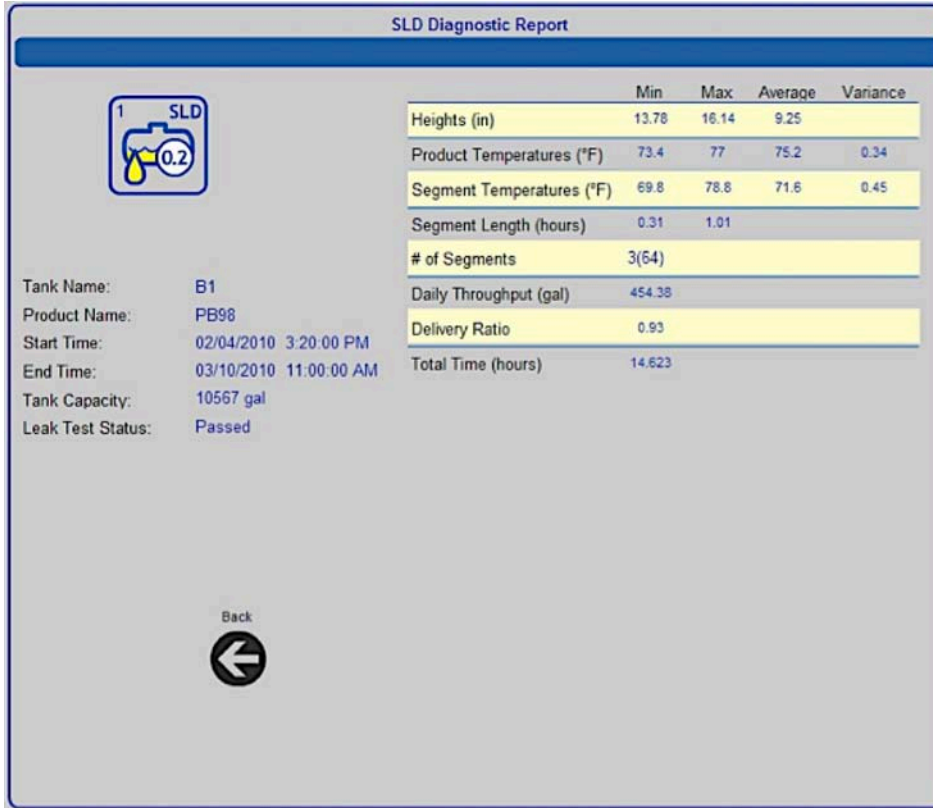 SLD Diagnostic Report
1 SLD
0.2
Min Max Average Variance
Heights (in) 13.78 16.14 9.25
Product Temperatures (°F) 73.4 77 75.2 0.34
Segment Temperatures (°F) 69.8 78.8 71.6 0.45
Segment Length (hours) 0.31 1.01
# of Segments 3(64)
Daily Throughput (gal) 454.38
Delivery Ratio 0.93
Total Time (hours) 14.623
Tank Name: B1
Product Name: PB98
Start Time: 02/04/2010 3:20:00 PM
End Time: 03/10/2010 11:00:00 AM
Tank Capacity: 10567 gal
Leak Test Status: Passed
Back